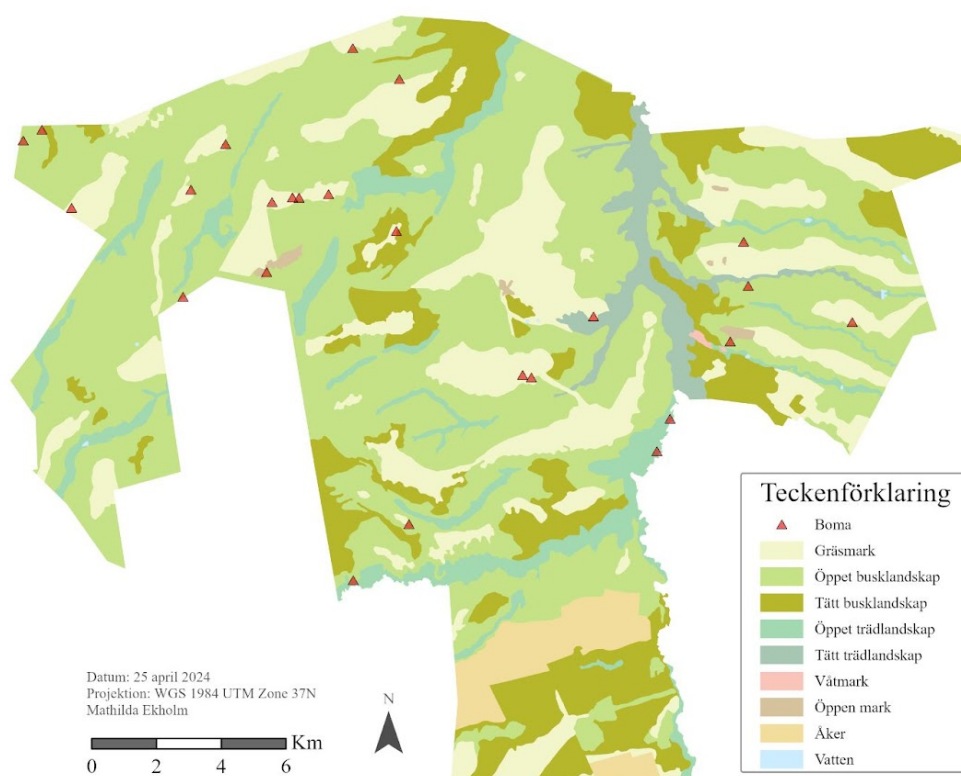 Teckenförklaring
Boma
Gräsmark
Öppet busklandskap
Tätt busklandskap
Öppet trädlandskap
Tätt trädlandskap
Våtmark
Öppen mark
Åker
Vatten
Datum: 25 april 2024
Projektion: WGS 1984 UTM Zone 37N
Mathilda Ekholm
N
Km
0 2 4 6